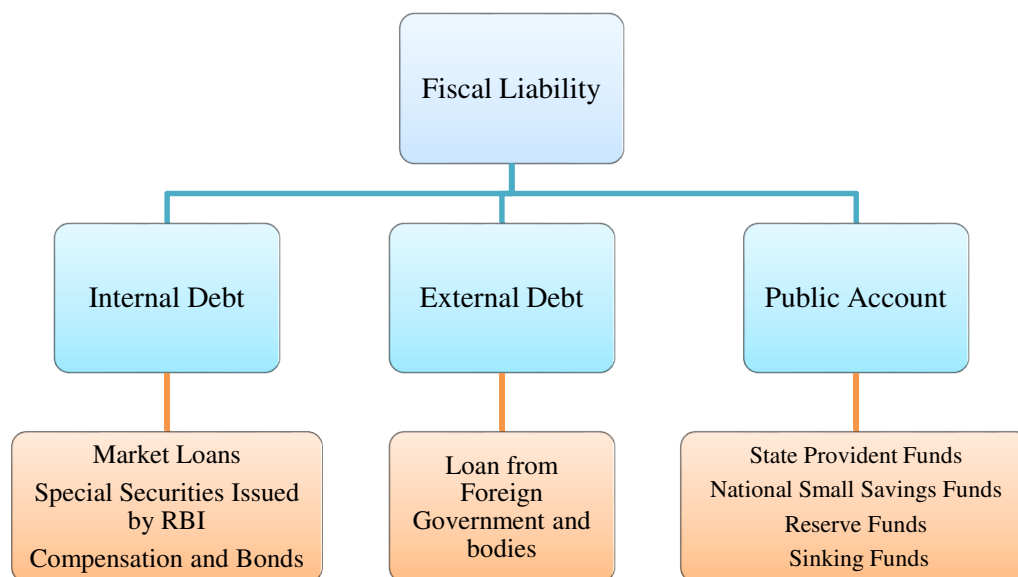 Fiscal Liability
Internal Debt
External Debt
Public Account
Market Loans
Special Securities Issued
by RBI
Compensation and Bonds
Loan from
Foreign
Government and
bodies
State Provident Funds
National Small Savings Funds
Reserve Funds
Sinking Funds